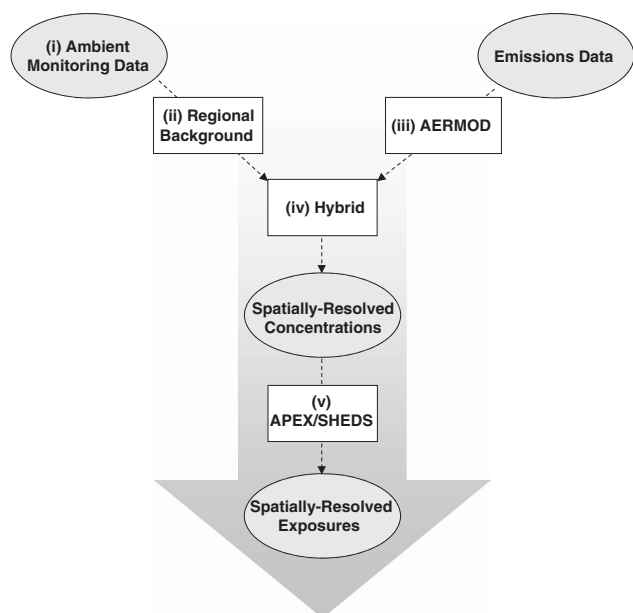 (i) Ambient
Monitoring Data
Emissions Data
(ii) Regional
Background
(iii) AERMOD
(iv) Hybrid
Spatially-Resolved
Concentrations
(v)
APEX/SHEDS
Spatially-Resolved
Exposures